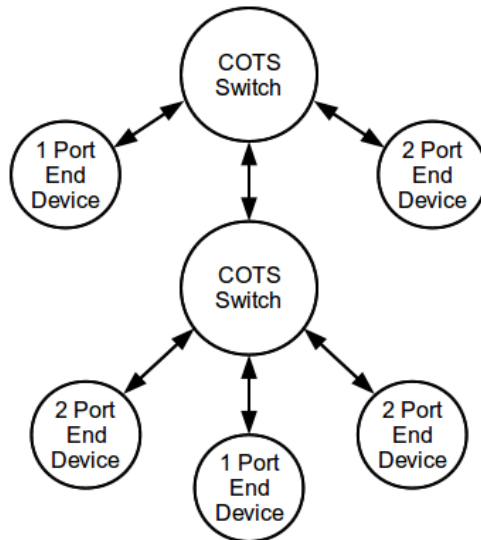 COTS
Switch
1 Port
End
Device
2 Port
End
Device
COTS
Switch
2 Port
End
Device
1 Port
End
Device
2 Port
End
Device